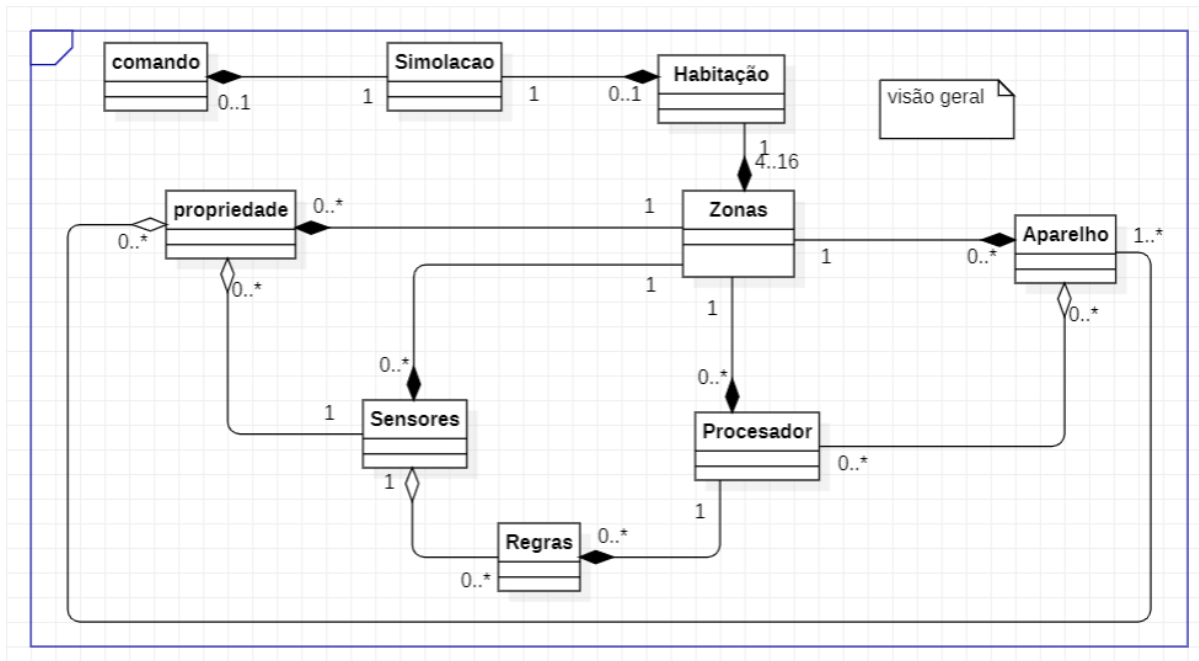 comando
Simolacao
Habitação
visão geral
0..1
1
1
0..1
1
4..16
propriedade
0..*
1
Zonas
Aparelho
1..*
0..*
1
0..*
0..*
1
1
0..*
0..*
0..*
1
Sensores
Procesador
0..*
1
1
Regras
0..*
0..*